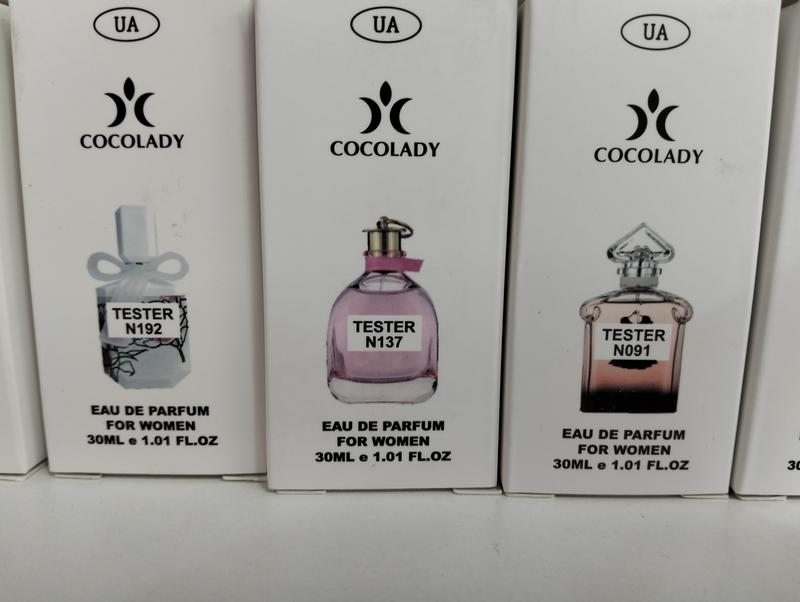 UA
COCOLADY
TESTER
N192
EAU DE PARFUM
FOR WOMEN
30ML e 1.01 FL.OZ
UA
COCOLADY
TESTER
N137
EAU DE PARFUM
FOR WOMEN
30ML e 1.01 FL.OZ
UA
COCOLADY
TESTER
N091
EAU DE PARFUM
FOR WOMEN
30ML e 1.01 FL.OZ